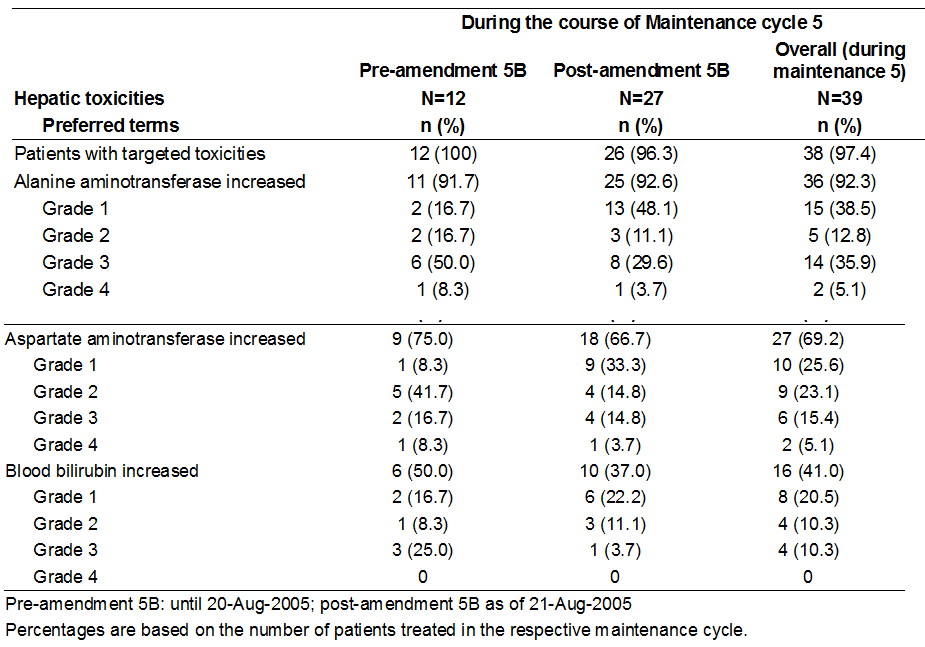 During the course of Maintenance cycle 5
Pre-amendment 5B Post-amendment 5B Overall (during maintenance 5)
Hepatic toxicities N=12 N=27 N=39
Preferred terms n (%) n (%) n (%)
Patients with targeted toxicities 12 (100) 26 (96.3) 38 (97.4)
Alanine aminotransferase increased 11 (91.7) 25 (92.6) 36 (92.3)
Grade 1 2 (16.7) 13 (48.1) 15 (38.5)
Grade 2 2 (16.7) 3 (11.1) 5 (12.8)
Grade 3 6 (50.0) 8 (29.6) 14 (35.9)
Grade 4 1 (8.3) 1 (3.7) 2 (5.1)
Aspartate aminotransferase increased 9 (75.0) 18 (66.7) 27 (69.2)
Grade 1 1 (8.3) 9 (33.3) 10 (25.6)
Grade 2 5 (41.7) 4 (14.8) 9 (23.1)
Grade 3 2 (16.7) 4 (14.8) 6 (15.4)
Grade 4 1 (8.3) 1 (3.7) 2 (5.1)
Blood bilirubin increased 6 (50.0) 10 (37.0) 16 (41.0)
Grade 1 2 (16.7) 6 (22.2) 8 (20.5)
Grade 2 1 (8.3) 3 (11.1) 4 (10.3)
Grade 3 3 (25.0) 1 (3.7) 4 (10.3)
Grade 4 0 0 0
Pre-amendment 5B: until 20-Aug-2005; post-amendment 5B as of 21-Aug-2005
Percentages are based on the number of patients treated in the respective maintenance cycle.